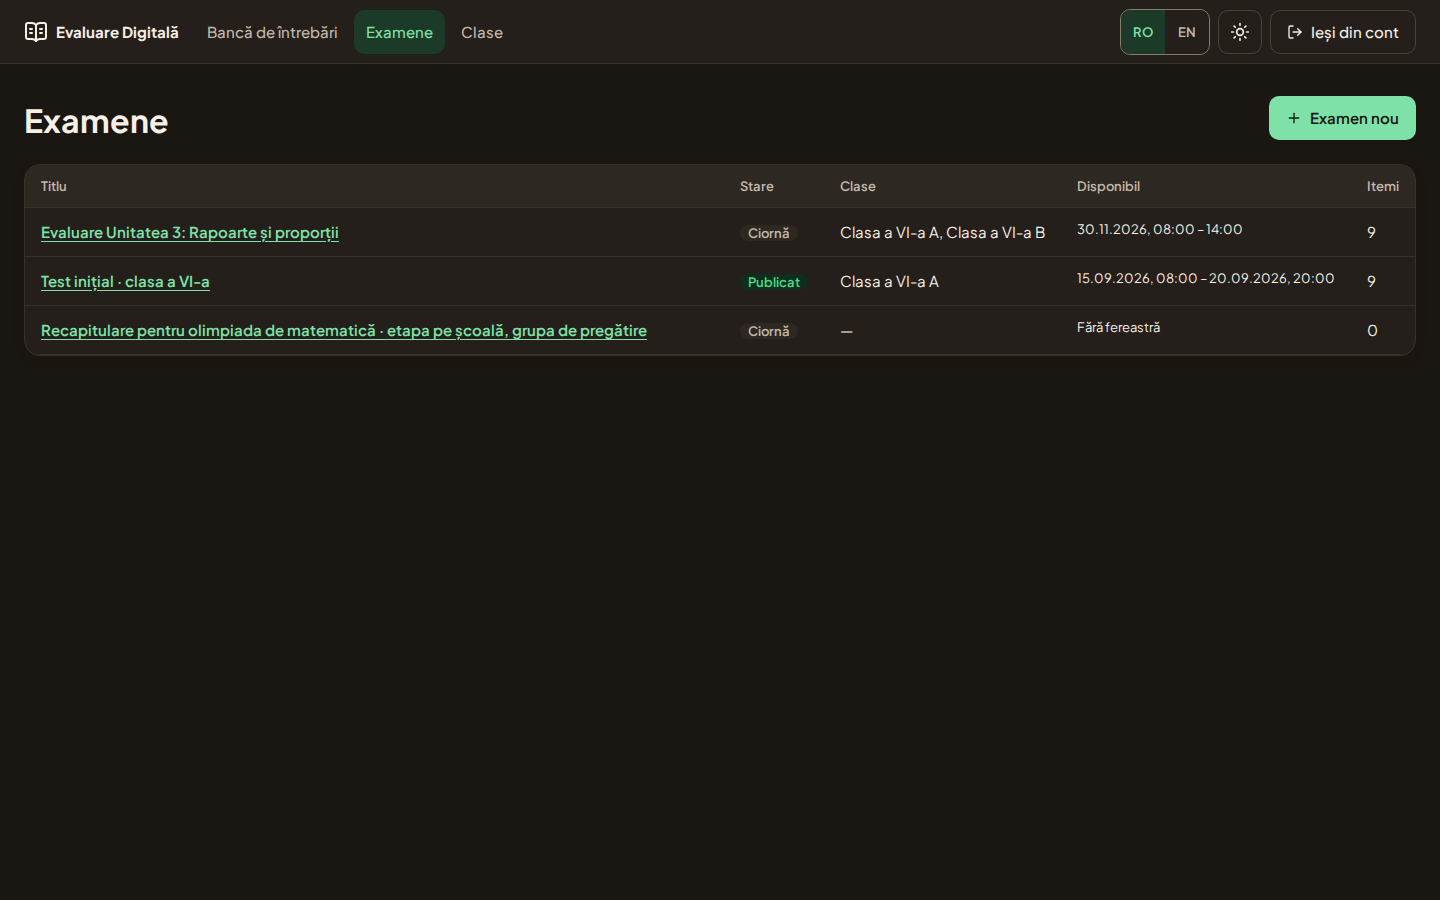 Evaluare Digitală Bancă de întrebări Examene Clase RO EN Ieși din cont
Examene + Examen nou
Titlu Stare Clase Disponibil Itemi
Evaluare Unitatea 3: Rapoarte și proporții Ciornă Clasa a VI-a A, Clasa a VI-a B 30.11.2026, 08:00 – 14:00 9
Test inițial · clasa a VI-a Publicat Clasa a VI-a A 15.09.2026, 08:00 – 20.09.2026, 20:00 9
Recapitulare pentru olimpiada de matematică · etapa pe școală, grupa de pregătire Ciornă — Fără fereastră 0